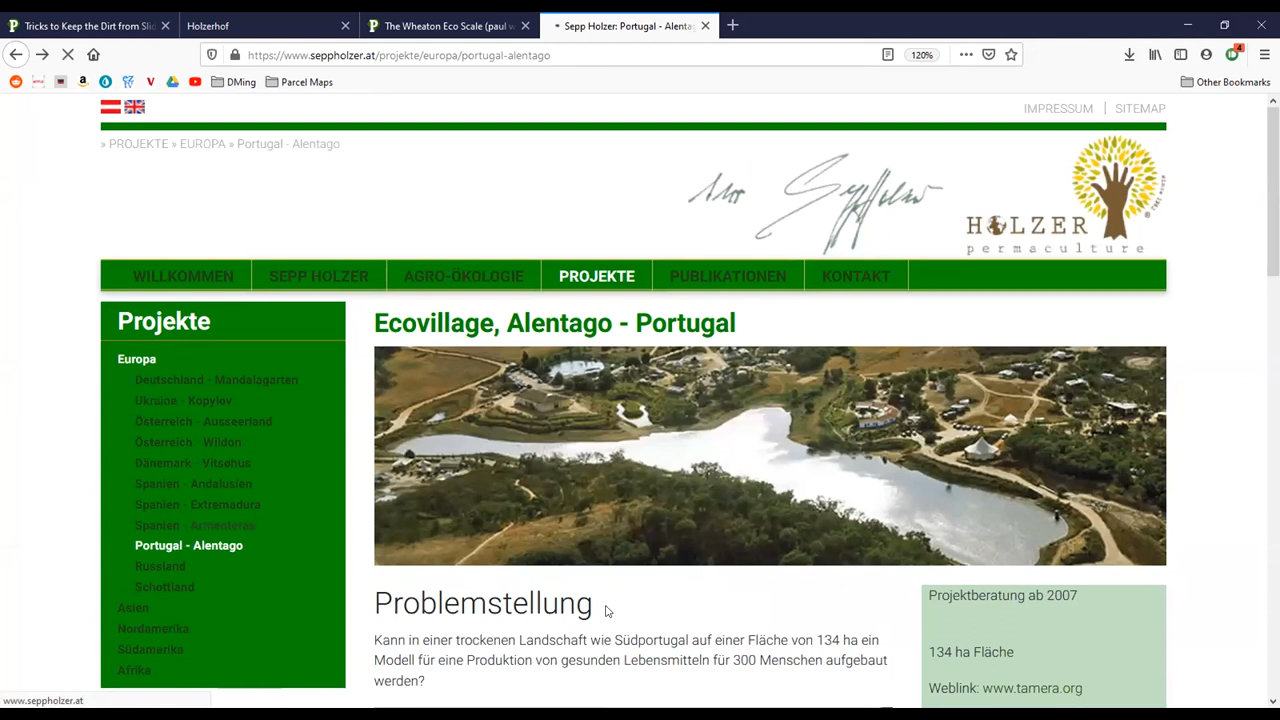 Tricks to Keep the Dirt from Slid
Holzerhof
The Wheaton Eco Scale (paul w
Sepp Holzer: Portugal - Alentag
https://www.seppholzer.at/projekte/europa/portugal-alentago
120%
4
DMing
Parcel Maps
Other Bookmarks
IMPRESSUM
SITEMAP
» PROJEKTE » EUROPA » Portugal - Alentago
HOLZER
permaculture
WILLKOMMEN
SEPP HOLZER
AGRO-ÖKOLOGIE
PROJEKTE
PUBLIKATIONEN
KONTAKT
Projekte
Europa
Deutschland - Mandalagarten
Ukraine - Kopylov
Österreich - Ausseerland
Österreich - Wildon
Dänemark - Vitsøhus
Spanien - Andalusien
Spanien - Extremadura
Spanien - Armenteros
Portugal - Alentago
Russland
Schottland
Asien
Nordamerika
Südamerika
Afrika
Ecovillage, Alentago - Portugal
Problemstellung
Kann in einer trockenen Landschaft wie Südportugal auf einer Fläche von 134 ha ein
Modell für eine Produktion von gesunden Lebensmitteln für 300 Menschen aufgebaut
werden?
Projektberatung ab 2007
134 ha Fläche
Weblink: www.tamera.org
www.seppholzer.at